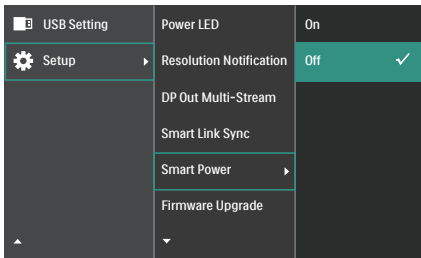 USB Setting
Setup
Power LED
Resolution Notification
DP Out Multi-Stream
Smart Link Sync
Smart Power
Firmware Upgrade
On
Off